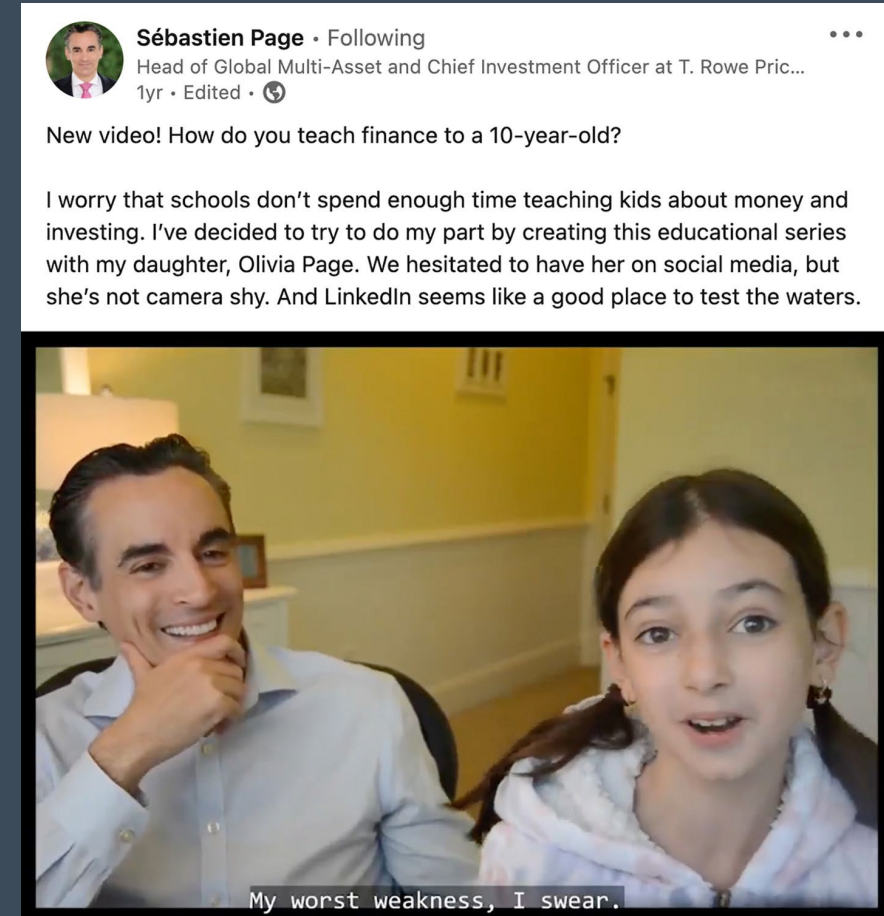 Sébastien Page • Following
Head of Global Multi-Asset and Chief Investment Officer at T. Rowe Pric...
1yr • Edited •
New video! How do you teach finance to a 10-year-old?
I worry that schools don’t spend enough time teaching kids about money and
investing. I’ve decided to try to do my part by creating this educational series
with my daughter, Olivia Page. We hesitated to have her on social media, but
she’s not camera shy. And LinkedIn seems like a good place to test the waters.
My worst weakness, I swear.